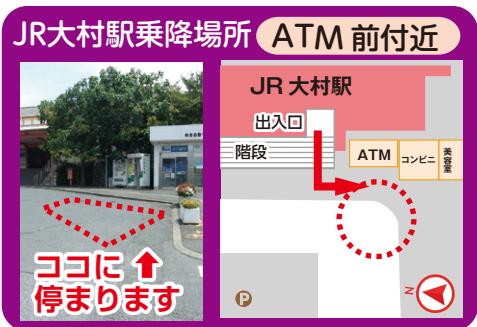 JR大村駅乗降場所 ATM 前付近
ココに
停まります
JR 大村駅
出入口
階段
ATM
コンビニ
美容室
P
N